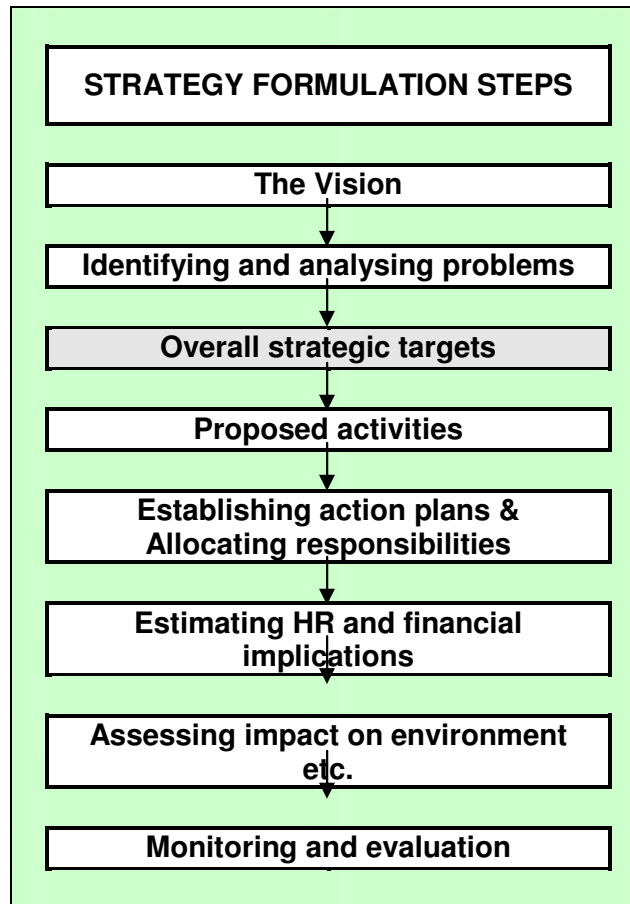 STRATEGY FORMULATION STEPS
The Vision
Identifying and analysing problems
Overall strategic targets
Proposed activities
Establishing action plans &
Allocating responsibilities
Estimating HR and financial
implications
Assessing impact on environment
etc.
Monitoring and evaluation